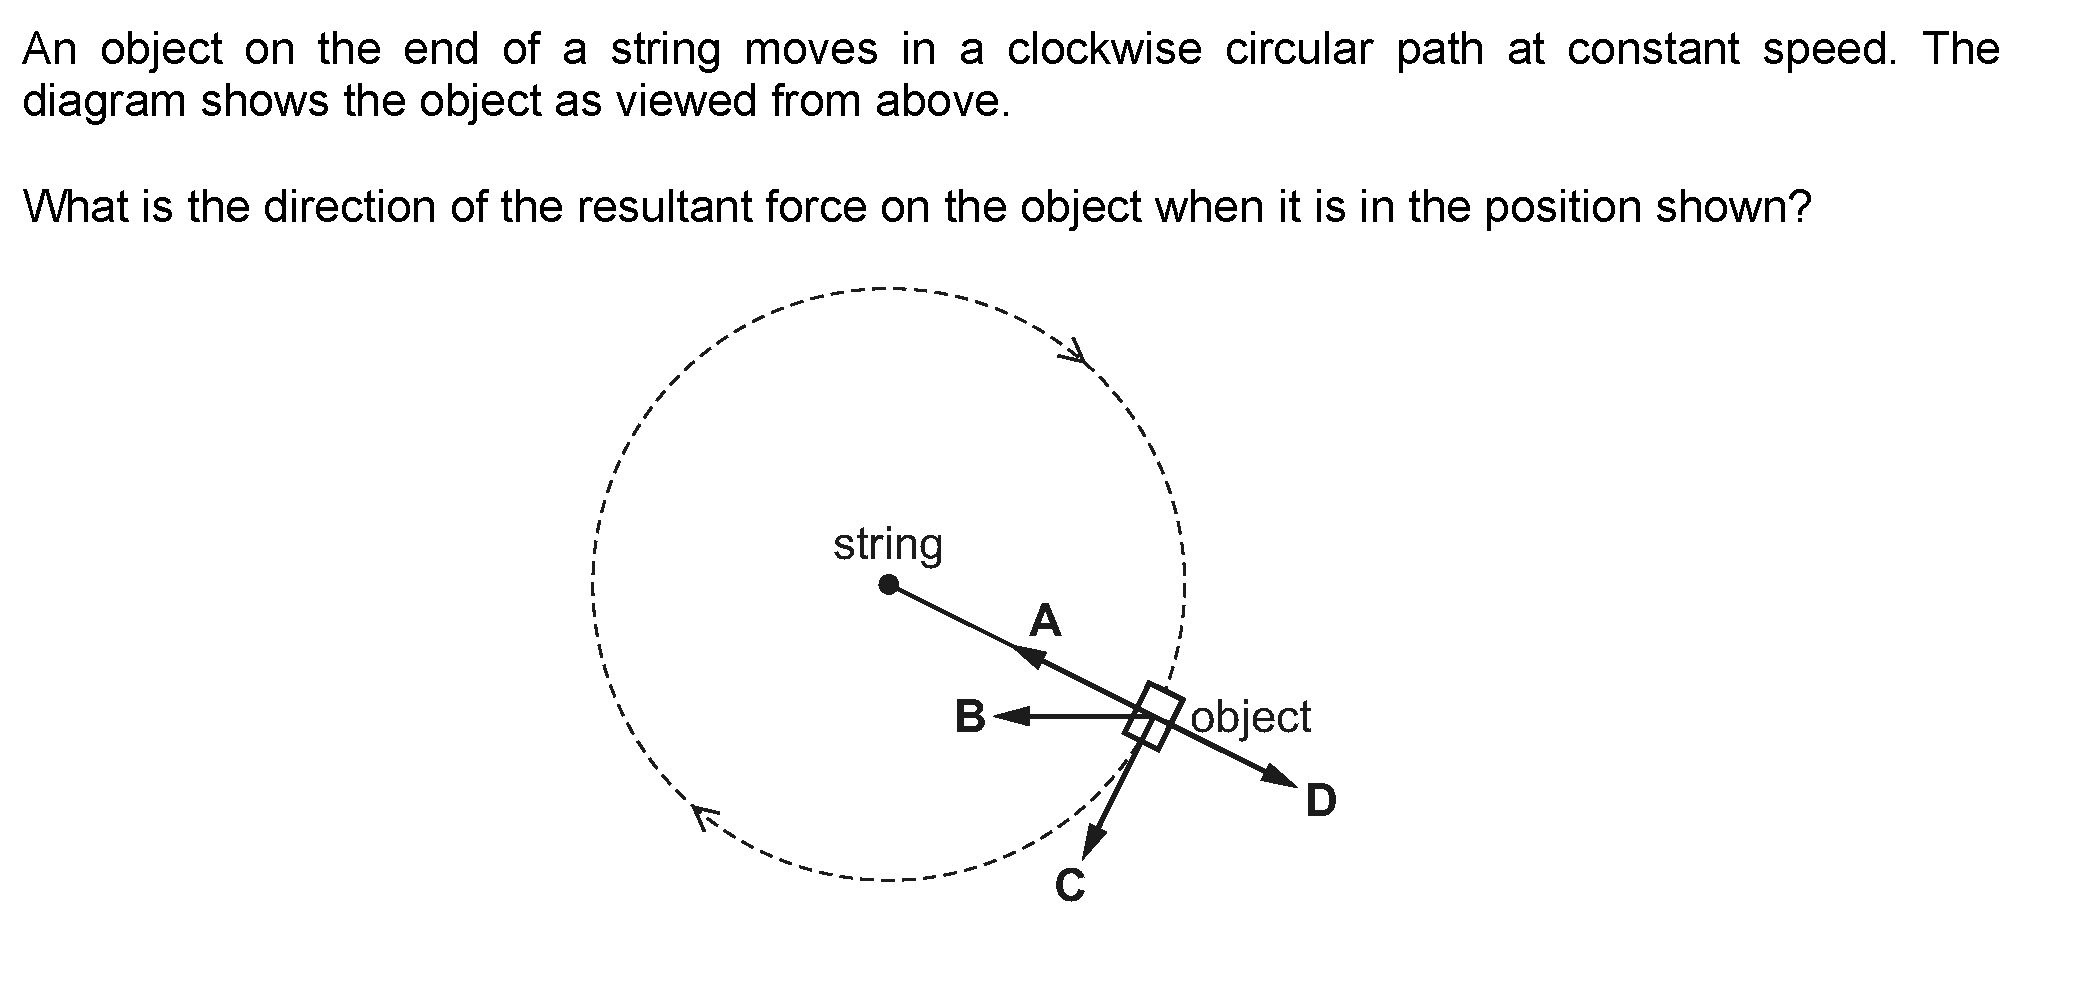 An object on the end of a string moves in a clockwise circular path at constant speed. The
diagram shows the object as viewed from above.
What is the direction of the resultant force on the object when it is in the position shown?
string
A
B
object
D
C